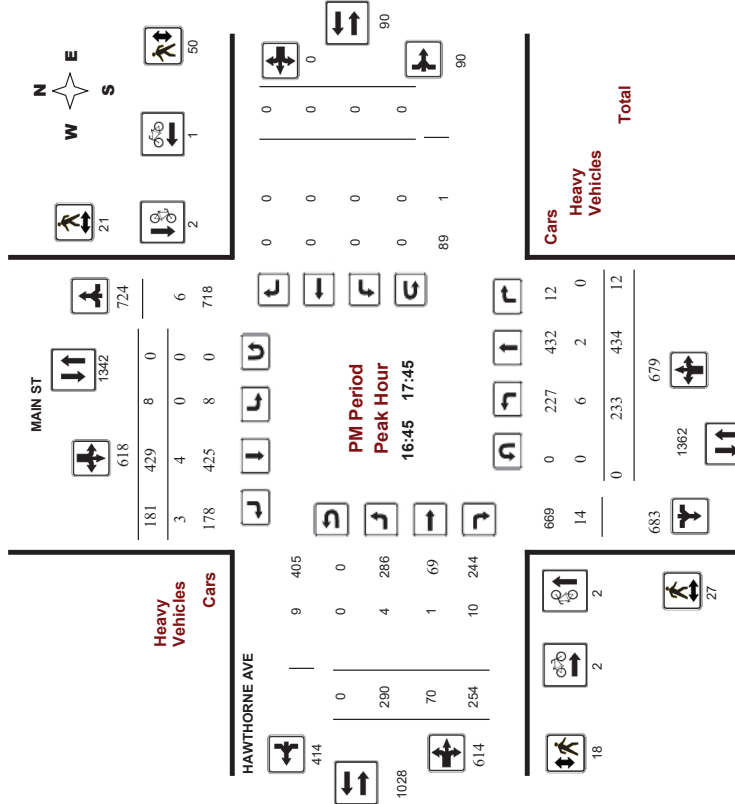 N
W E
S
MAIN ST
21
50
2
1
618
1342
724
181 429 8 0
3 4 0 0 6
178 425 8 0 718
Heavy
Vehicles
Cars
HAWTHORNE AVE
414
9 405
0 0 0
290 4 286
70 1 69
254 10 244
1028
614
PM Period
Peak Hour
16:45 17:45
0 0 0
0 0 0
0 0 0
0 0 0
89 1
0
90
90
Cars
Heavy
Vehicles
Total
669 0 227 432 12
14 0 6 2 0
0 233 434 12
683
1362
679
2
2
18
27